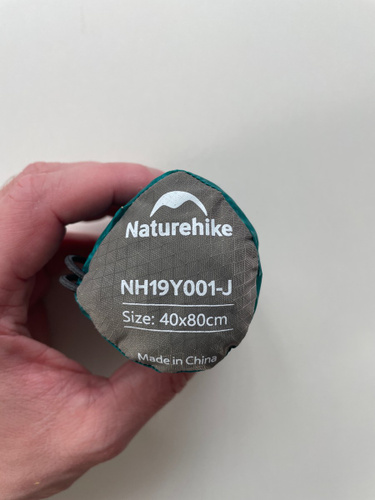 Naturehike
NH19Y001-J
Size: 40x80cm
Made in China